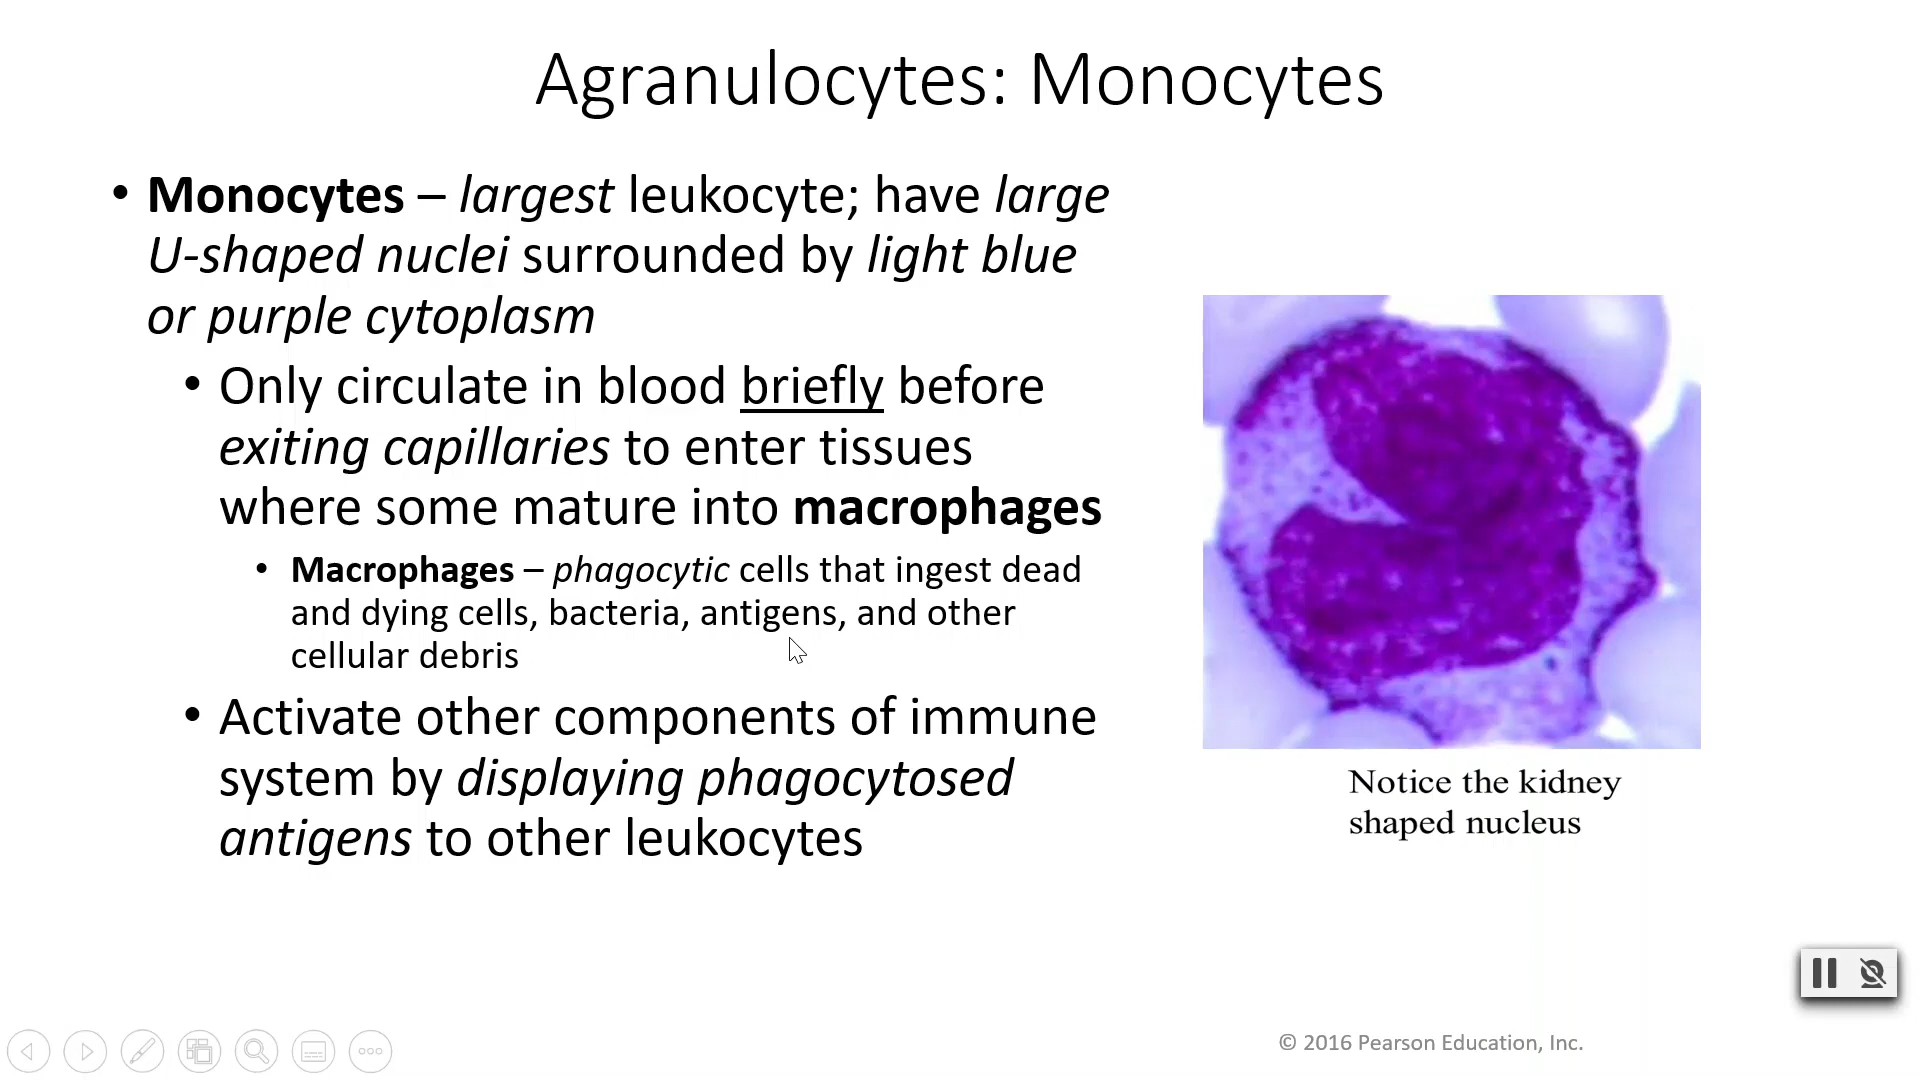 Agranulocytes: Monocytes
• Monocytes – largest leukocyte; have large
U-shaped nuclei surrounded by light blue
or purple cytoplasm
• Only circulate in blood briefly before
exiting capillaries to enter tissues
where some mature into macrophages
• Macrophages – phagocytic cells that ingest dead
and dying cells, bacteria, antigens, and other
cellular debris
• Activate other components of immune
system by displaying phagocytosed
antigens to other leukocytes
Notice the kidney
shaped nucleus
© 2016 Pearson Education, Inc.